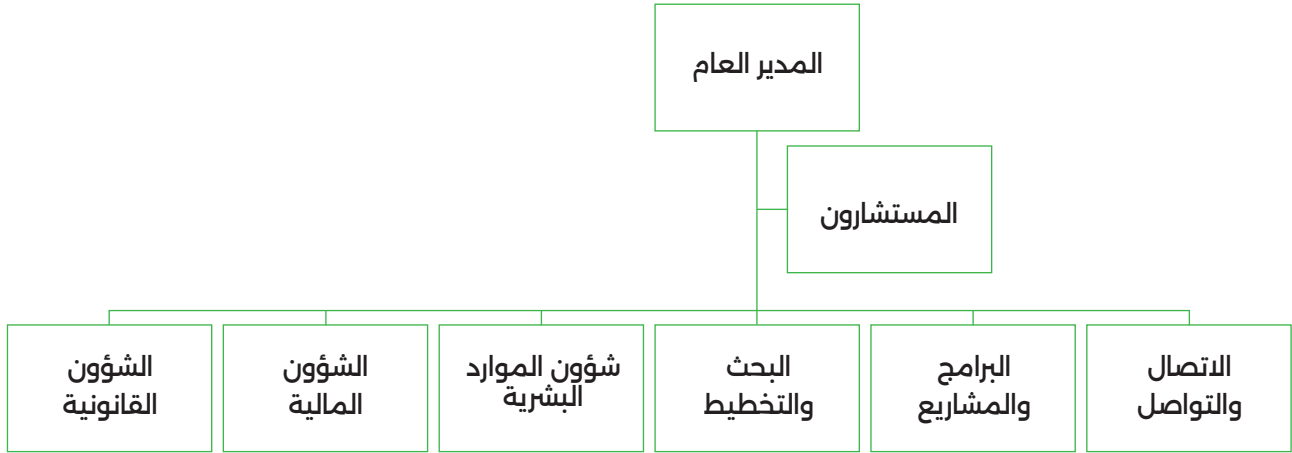 المدير العام
المستشارون
الاتصال
والتواصل
البرامج
والمشاريع
البحث
والتخطيط
شؤون الموارد
البشرية
الشؤون
المالية
الشؤون
القانونية